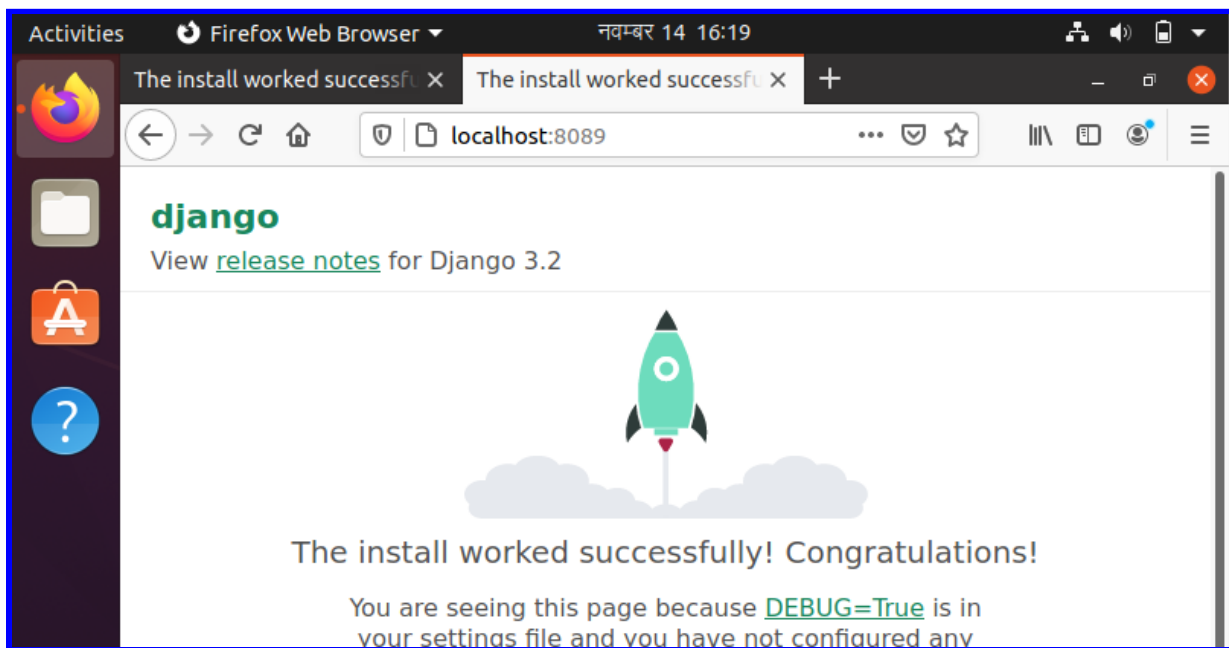 Activities Firefox Web Browser नवम्बर 14 16:19
The install worked successfu The install worked successfu
localhost:8089
django
View release notes for Django 3.2
The install worked successfully! Congratulations!
You are seeing this page because DEBUG=True is in
your settings file and you have not configured any